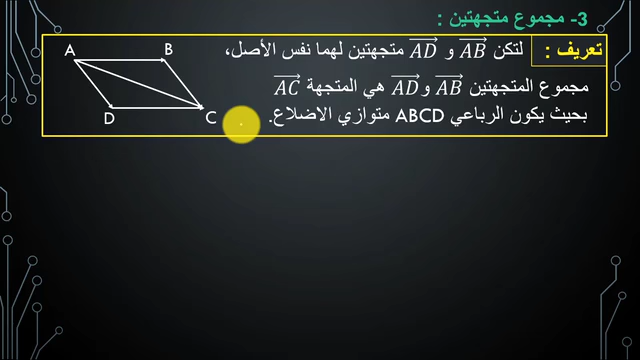 3- مجموع متجهتين :
تعريف : لتكن $\overrightarrow{AB}$ و $\overrightarrow{AD}$ متجهتين لهما نفس الأصل،
مجموع المتجهتين $\overrightarrow{AB}$ و $\overrightarrow{AD}$ هي المتجهة $\overrightarrow{AC}$
بحيث يكون الرباعي ABCD متوازي الاضلاع.
A B
D C